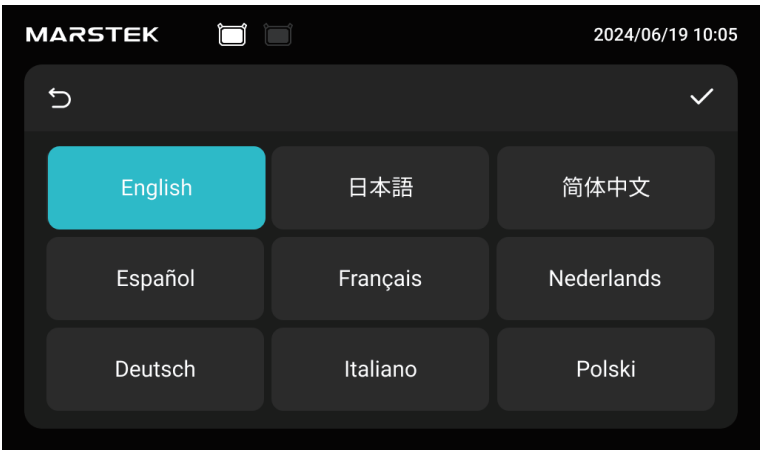 MARSTEK 2024/06/19 10:05
English 日本語 简体中文
Español Français Nederlands
Deutsch Italiano Polski